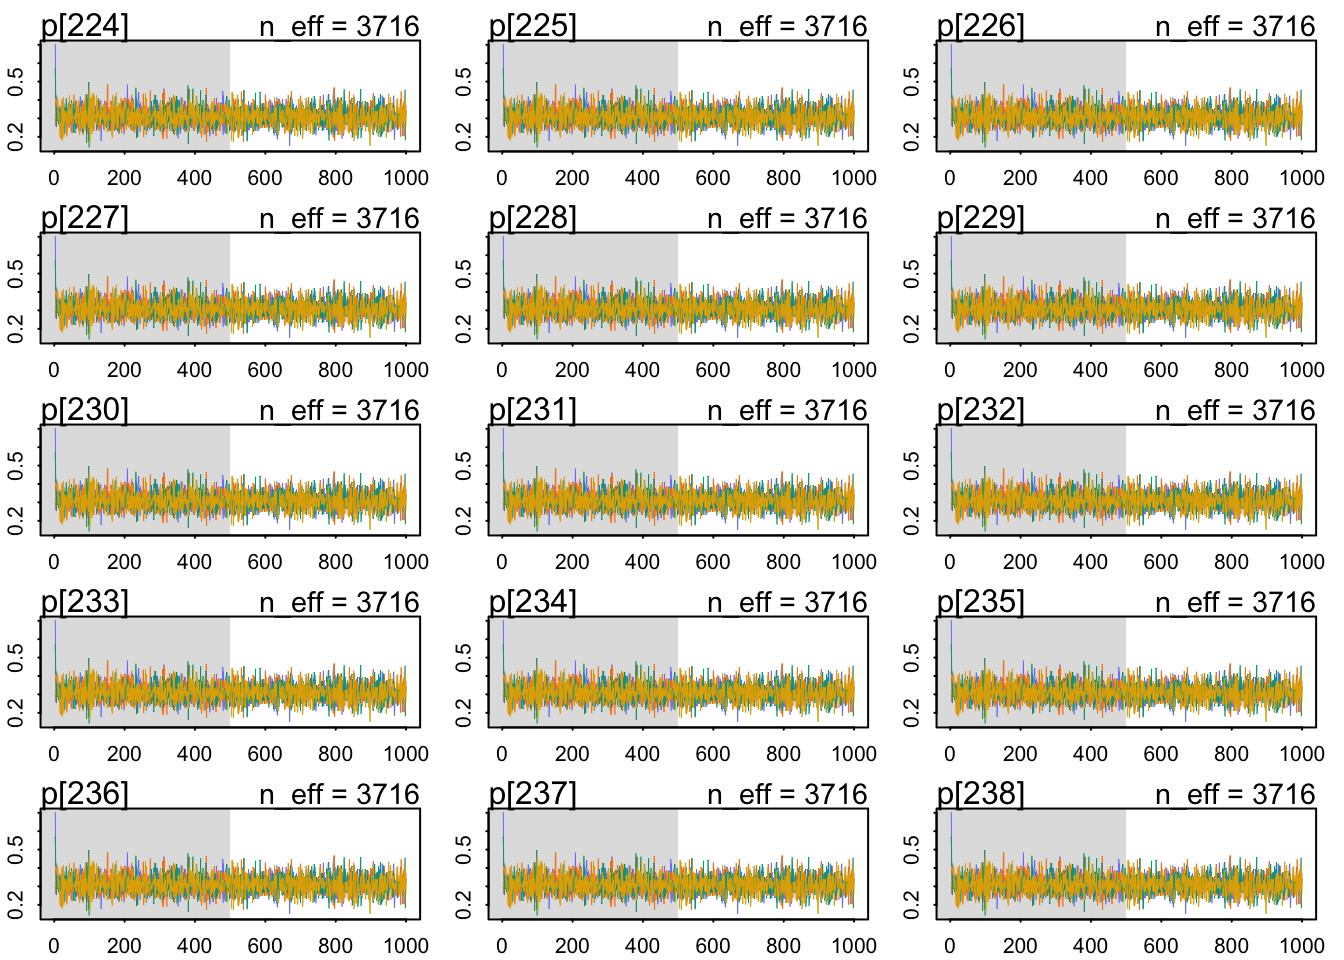 p[224] n_eff = 3716 p[225] n_eff = 3716 p[226] n_eff = 3716
0.2 0.5 0.2 0.5 0.2 0.5
0 200 400 600 800 1000 0 200 400 600 800 1000 0 200 400 600 800 1000
p[227] n_eff = 3716 p[228] n_eff = 3716 p[229] n_eff = 3716
0.2 0.5 0.2 0.5 0.2 0.5
0 200 400 600 800 1000 0 200 400 600 800 1000 0 200 400 600 800 1000
p[230] n_eff = 3716 p[231] n_eff = 3716 p[232] n_eff = 3716
0.2 0.5 0.2 0.5 0.2 0.5
0 200 400 600 800 1000 0 200 400 600 800 1000 0 200 400 600 800 1000
p[233] n_eff = 3716 p[234] n_eff = 3716 p[235] n_eff = 3716
0.2 0.5 0.2 0.5 0.2 0.5
0 200 400 600 800 1000 0 200 400 600 800 1000 0 200 400 600 800 1000
p[236] n_eff = 3716 p[237] n_eff = 3716 p[238] n_eff = 3716
0.2 0.5 0.2 0.5 0.2 0.5
0 200 400 600 800 1000 0 200 400 600 800 1000 0 200 400 600 800 1000